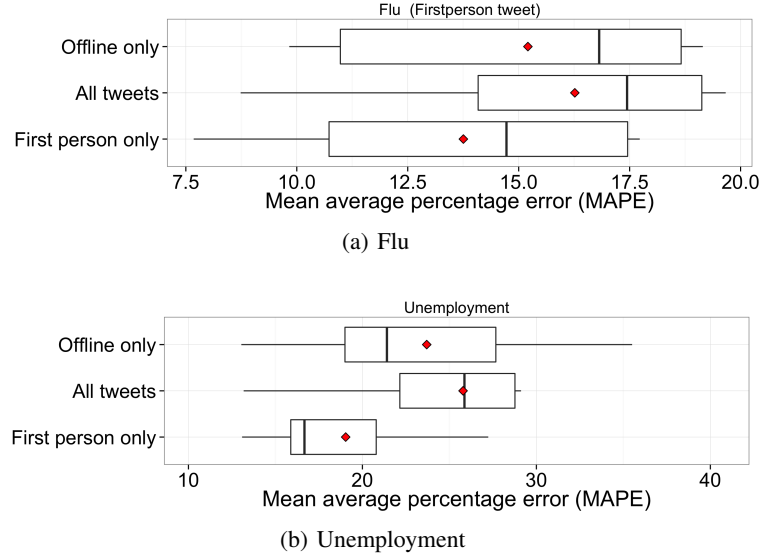 Flu (Firstperson tweet)
Offline only
All tweets
First person only
7.5 10.0 12.5 15.0 17.5 20.0
Mean average percentage error (MAPE)
(a) Flu
Unemployment
Offline only
All tweets
First person only
10 20 30 40
Mean average percentage error (MAPE)
(b) Unemployment